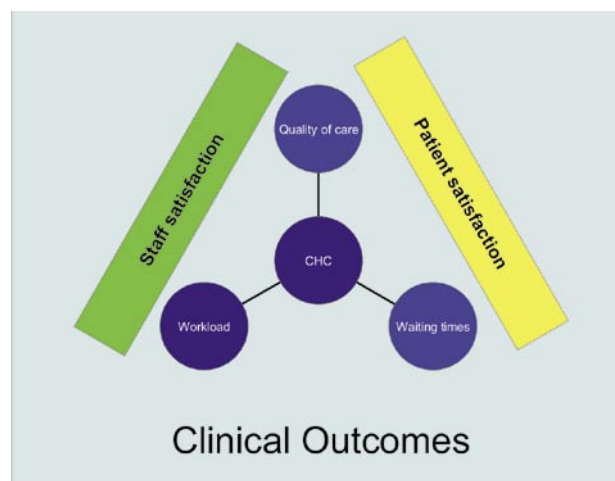 Quality of care
Staff satisfaction
Patient satisfaction
CHC
Workload
Waiting times
Clinical Outcomes